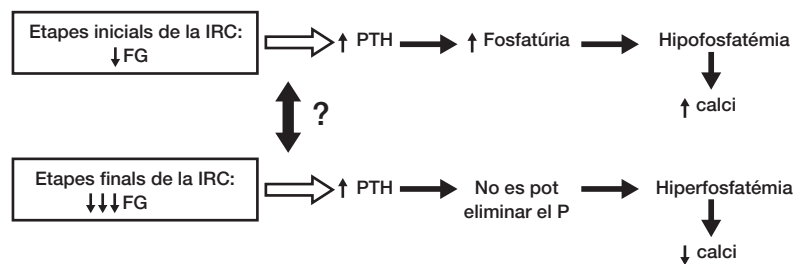 Etapes inicials de la IRC:
↓FG
↑ PTH
↑ Fosfatúria
Hipofosfatémia
↑ calci
?
Etapes finals de la IRC:
↓↓↓FG
↑ PTH
No es pot
eliminar el P
Hiperfosfatémia
↓ calci